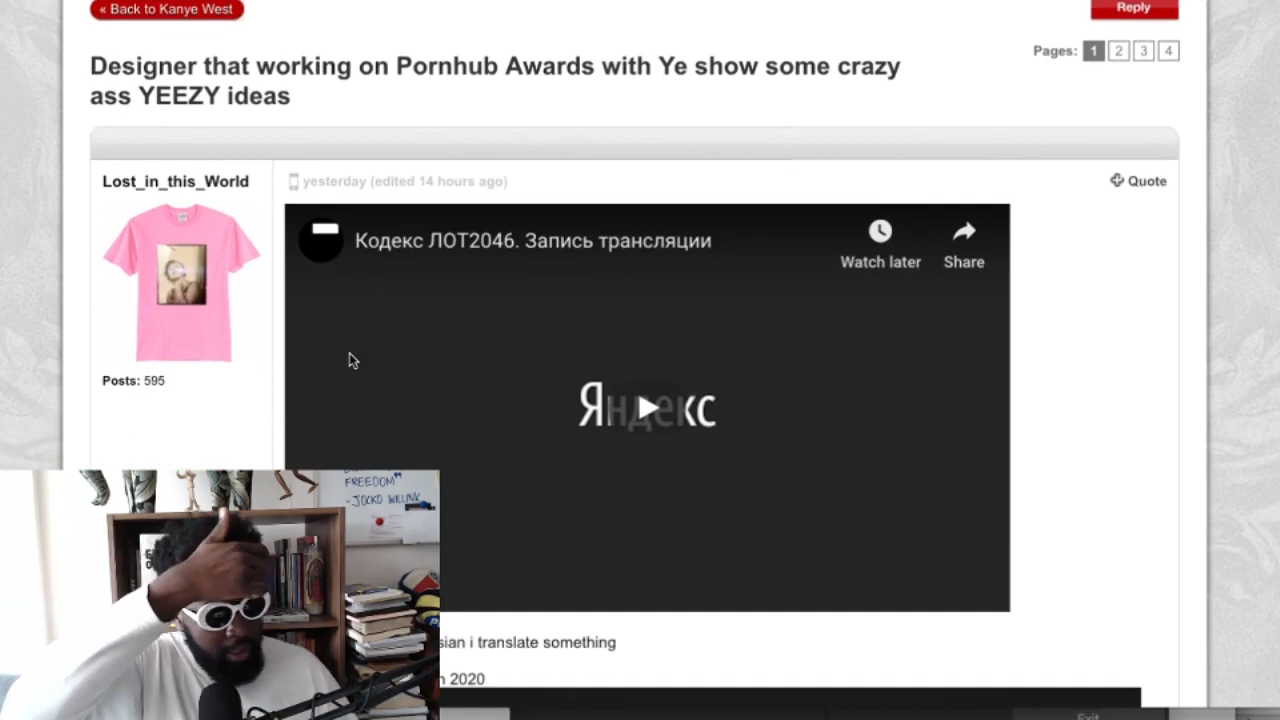 « Back to Kanye West
Reply
Pages: 1 2 3 4
Designer that working on Pornhub Awards with Ye show some crazy
ass YEEZY ideas
Lost_in_this_World
yesterday (edited 14 hours ago)
Quote
Кодекс ЛОТ2046. Запись трансляции
Watch later
Share
Яндекс
Posts: 595
FREEDOM"
-JOCKO WILLINK
sian i translate something
n 2020
Exit